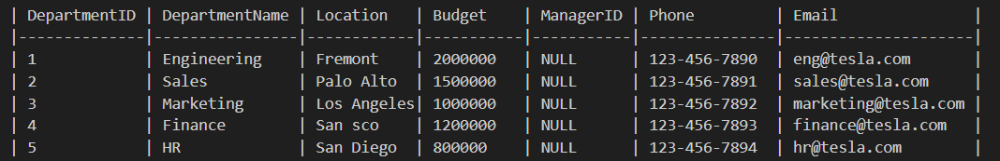 | DepartmentID | DepartmentName | Location   | Budget    | ManagerID | Phone        | Email               |
|--------------|----------------|------------|-----------|-----------|--------------|---------------------|
| 1            | Engineering    | Fremont    | 2000000   | NULL      | 123-456-7890 | eng@tesla.com       |
| 2            | Sales          | Palo Alto  | 1500000   | NULL      | 123-456-7891 | sales@tesla.com     |
| 3            | Marketing      | Los Angeles| 1000000   | NULL      | 123-456-7892 | marketing@tesla.com |
| 4            | Finance        | San sco    | 1200000   | NULL      | 123-456-7893 | finance@tesla.com   |
| 5            | HR             | San Diego  | 800000    | NULL      | 123-456-7894 | hr@tesla.com        |